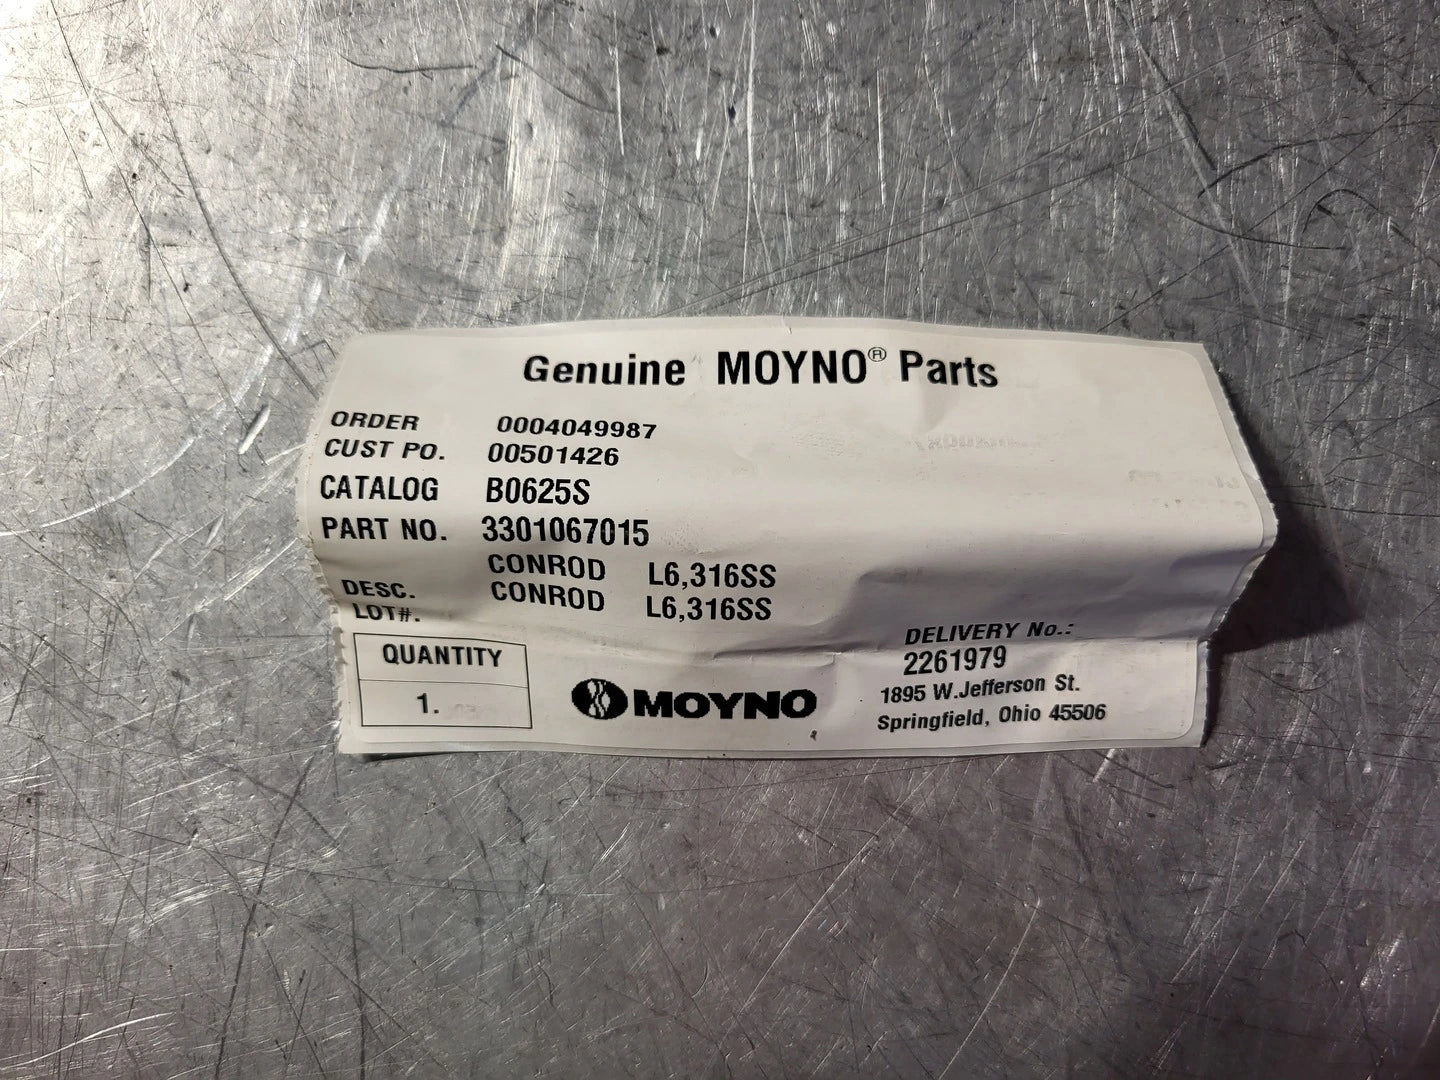 Genuine MOYNO® Parts
ORDER 0004049987
CUST PO. 00501426
CATALOG B0625S
PART NO. 3301067015
CONROD L6,316SS
DESC. CONROD L6,316SS
LOT#.
QUANTITY
1.
MOYNO
DELIVERY No.:
2261979
1895 W.Jefferson St.
Springfield, Ohio 45506